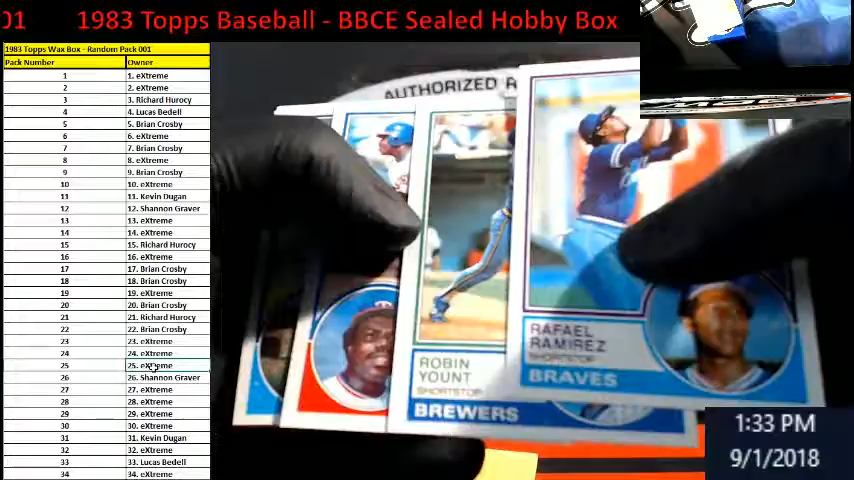 01 1983 Topps Baseball - BBCE Sealed Hobby Box
1983 Topps Wax Box - Random Pack 001
Pack Number Owner
1 1. eXtreme
2 2. eXtreme
3 3. Richard Hurocy
4 4. Lucas Bedell
5 5. Brian Crosby
6 6. eXtreme
7 7. Brian Crosby
8 8. eXtreme
9 9. Brian Crosby
10 10. eXtreme
11 11. Kevin Dugan
12 12. Shannon Graver
13 13. eXtreme
14 14. eXtreme
15 15. Richard Hurocy
16 16. eXtreme
17 17. Brian Crosby
18 18. Brian Crosby
19 19. eXtreme
20 20. Brian Crosby
21 21. Richard Hurocy
22 22. Brian Crosby
23 23. eXtreme
24 24. eXtreme
25 25. eXtreme
26 26. Shannon Graver
27 27. eXtreme
28 28. eXtreme
29 29. eXtreme
30 30. eXtreme
31 31. Kevin Dugan
32 32. eXtreme
33 33. Lucas Bedell
34 34. eXtreme
AUTHORIZED
ROBIN
YOUNT
SHORTSTOP
BREWERS
RAFAEL
RAMIREZ
SHORTSTOP
BRAVES
1:33 PM
9/1/2018